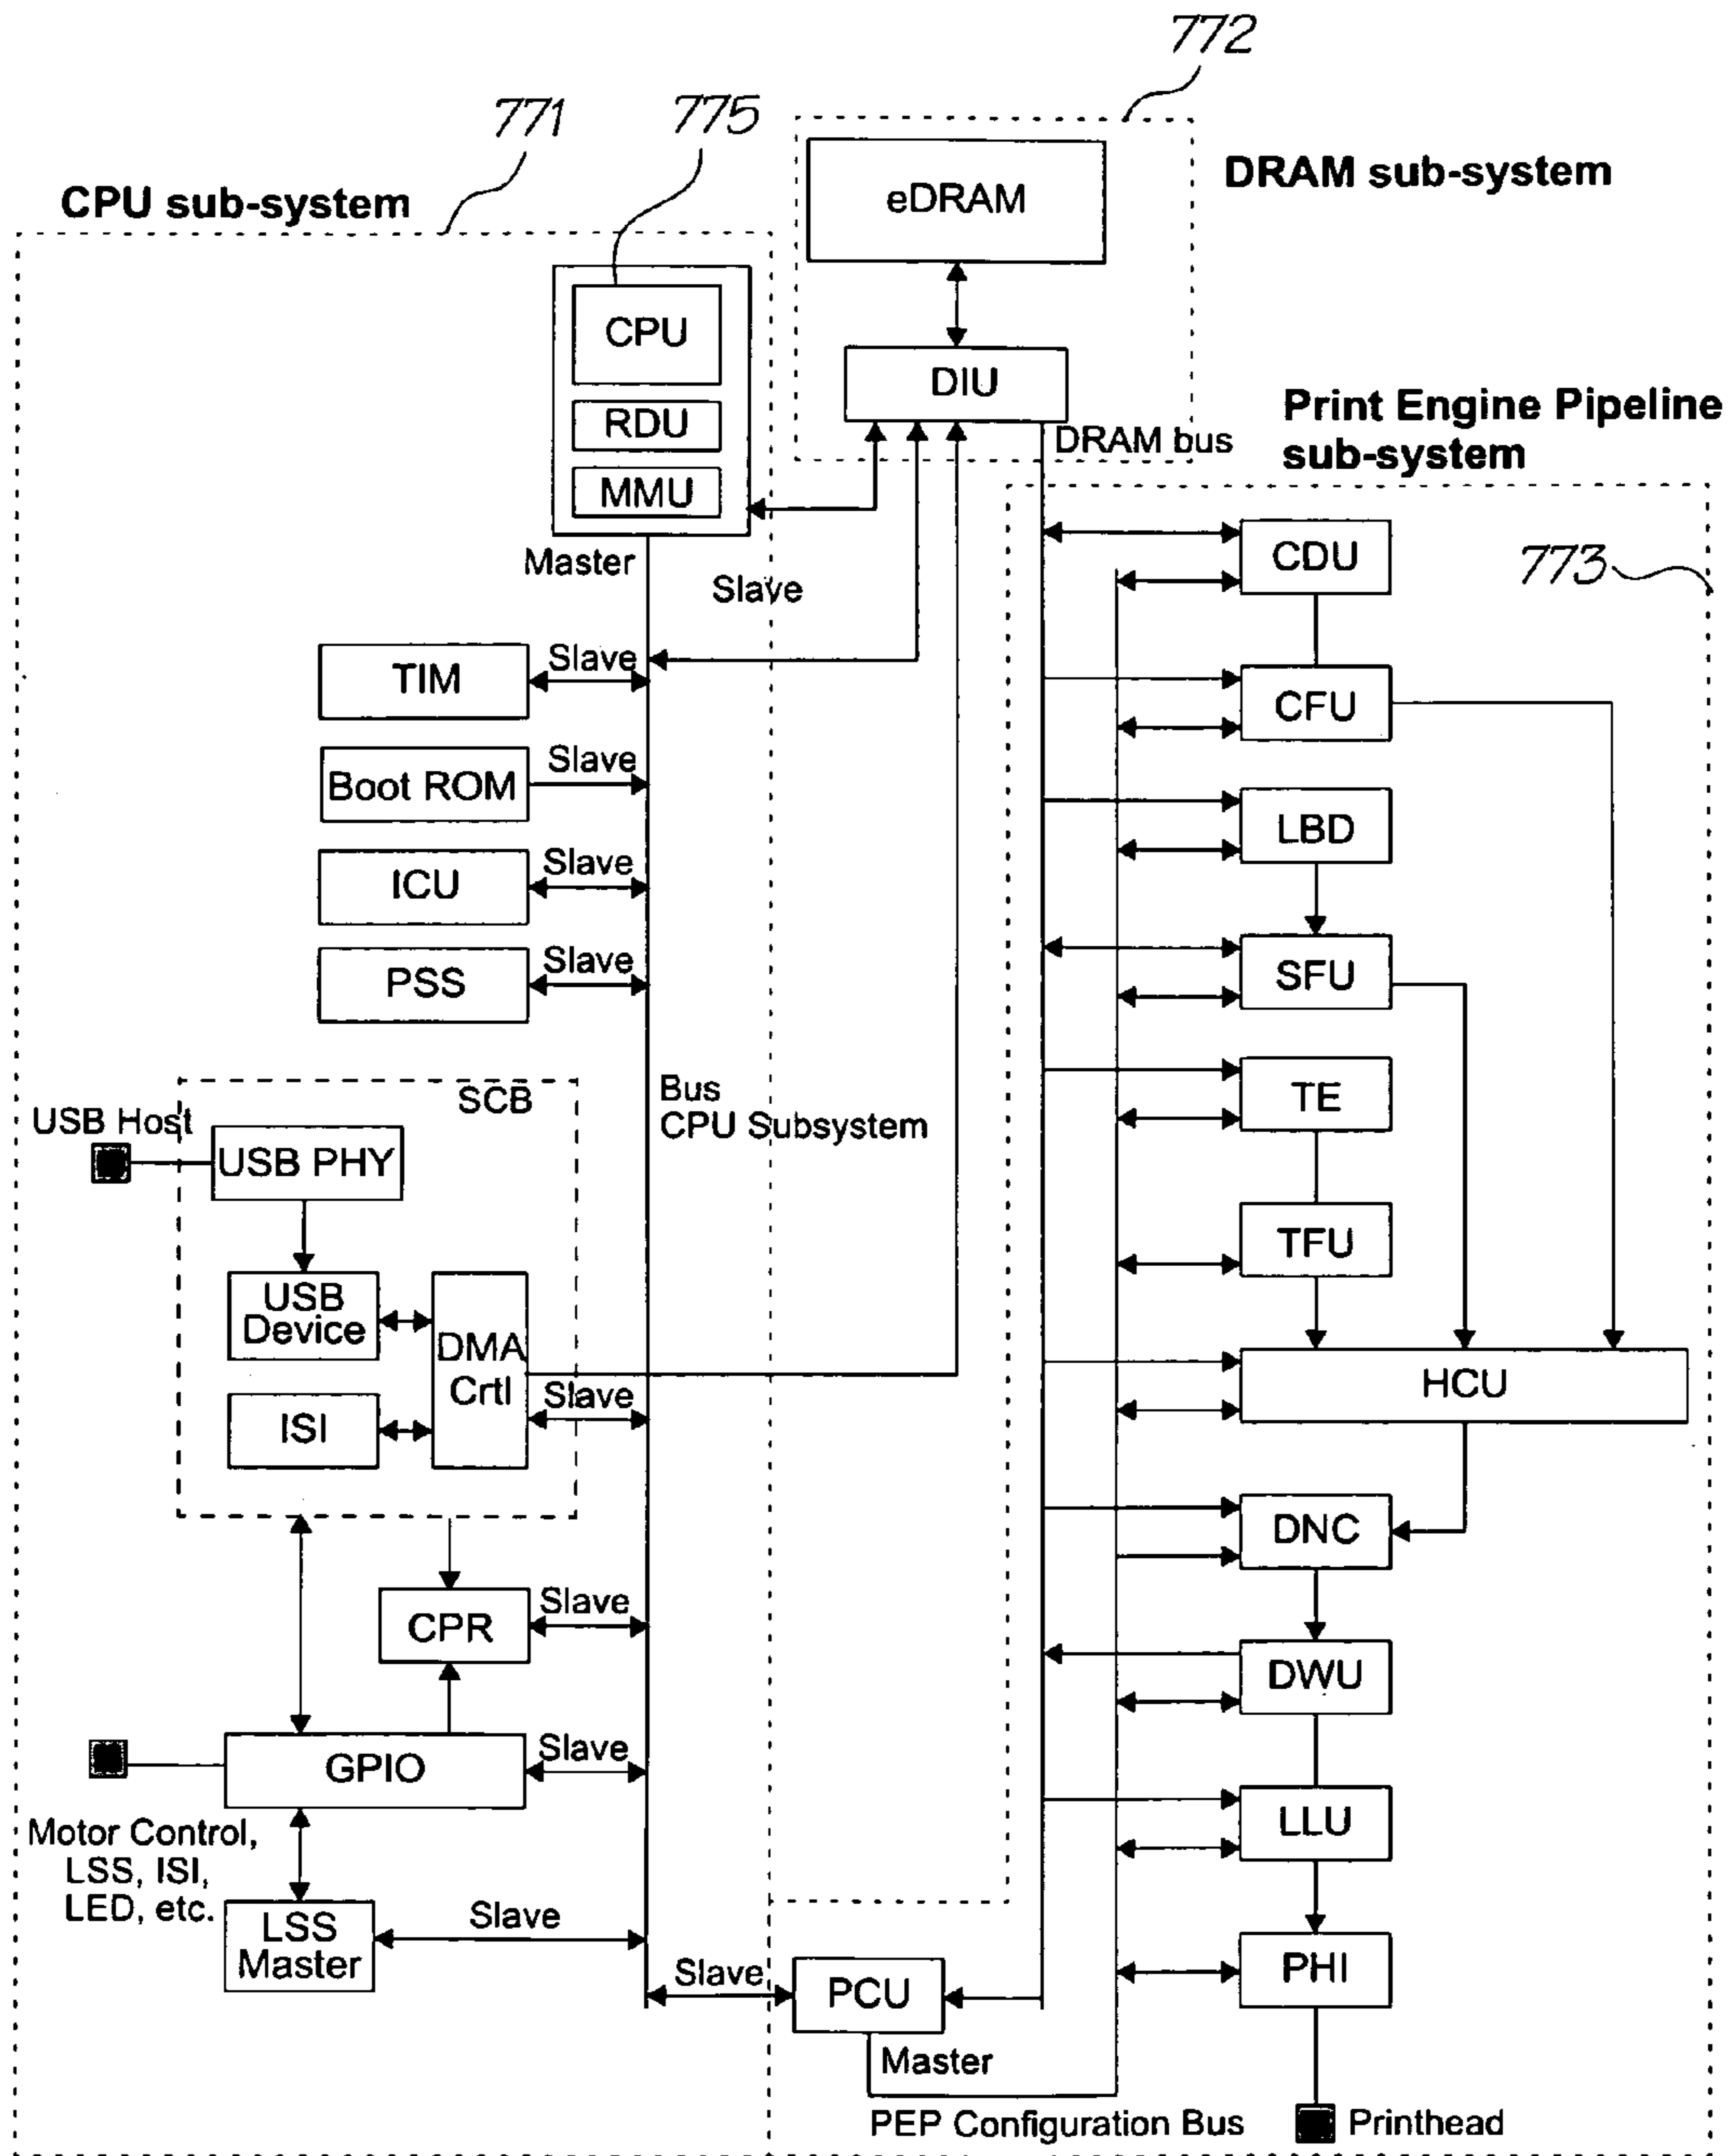 772
771
775
DRAM sub-system
CPU sub-system
eDRAM
CPU
RDU
MMU
DIU
DRAM bus
Print Engine Pipeline
sub-system
Master
Slave
CDU
773
TIM
Slave
CFU
Boot ROM
Slave
LBD
ICU
Slave
PSS
Slave
SFU
SCB
Bus
CPU Subsystem
TE
USB Host
USB PHY
TFU
USB
Device
DMA
Crtl
Slave
ISI
HCU
DNC
CPR
Slave
DWU
GPIO
Slave
LLU
Motor Control,
LSS, ISI,
LED, etc.
LSS
Master
Slave
Slave
PCU
PHI
Master
PEP Configuration Bus
Printhead